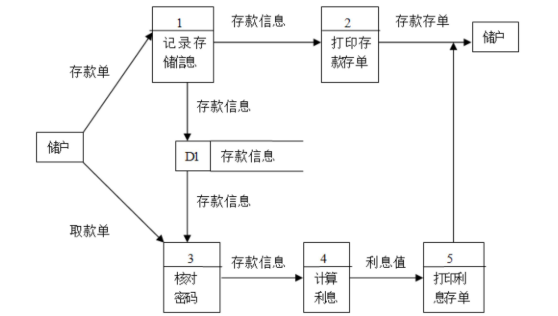 1
记录存
储信息
存款信息
2
打印存
款存单
存款存单
储户
存款单
存款信息
储户
D1
存款信息
存款信息
取款单
3
核对
密码
存款信息
4
计算
利息
利息值
5
打印利
息存单